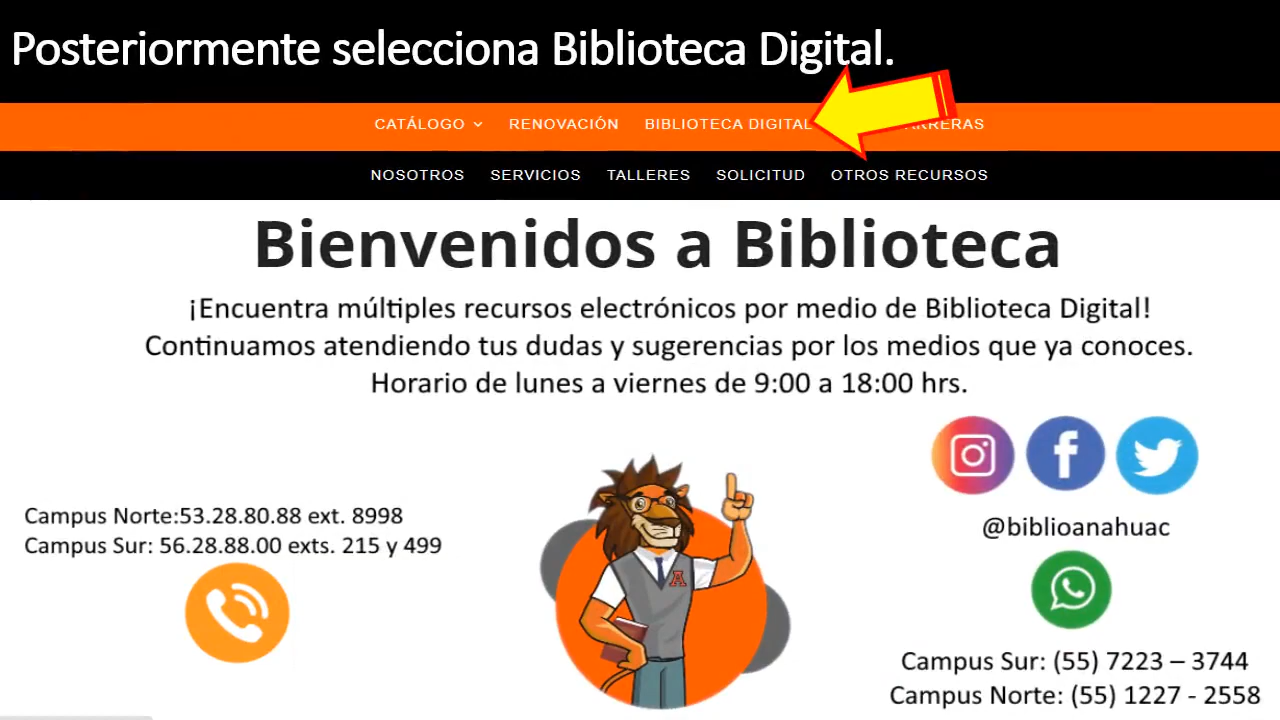 Posteriormente selecciona Biblioteca Digital.
CATÁLOGO RENOVACIÓN BIBLIOTECA DIGITAL
NOSOTROS SERVICIOS TALLERES SOLICITUD OTROS RECURSOS
Bienvenidos a Biblioteca
¡Encuentra múltiples recursos electrónicos por medio de Biblioteca Digital!
Continuamos atendiendo tus dudas y sugerencias por los medios que ya conoces.
Horario de lunes a viernes de 9:00 a 18:00 hrs.
Campus Norte:53.28.80.88 ext. 8998
Campus Sur: 56.28.88.00 exts. 215 y 499
A
@biblioanahuac
Campus Sur: (55) 7223 – 3744
Campus Norte: (55) 1227 - 2558